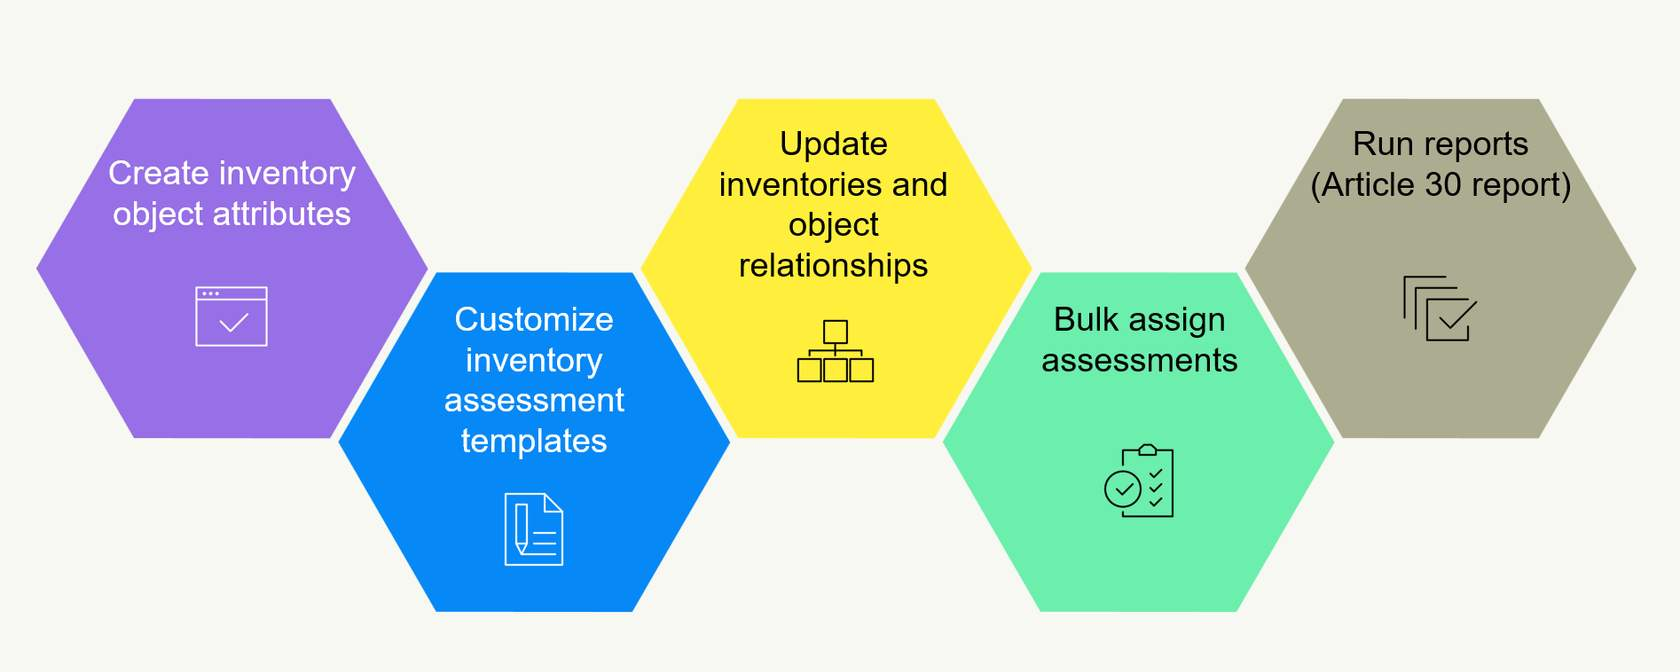 Create inventory
object attributes
Customize
inventory
assessment
templates
Update
inventories and
object
relationships
Bulk assign
assessments
Run reports
(Article 30 report)